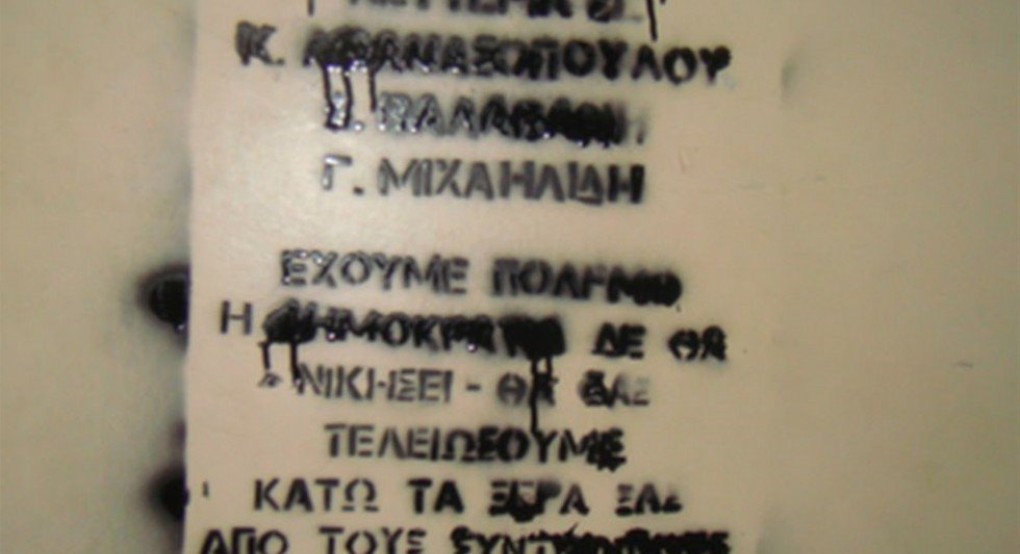 Κ. ΑΘΑΝΑΣΟΠΟΥΛΟΥ
Γ. ΜΙΧΑΗΛΙΔΗ
ΕΧΟΥΜΕ ΠΟΛΕΜΟ
Η ΔΗΜΟΚΡΑΤΙΑ ΔΕ ΘΑ
ΝΙΚΗΣΕΙ - ΘΑ ΣΑΣ
ΤΕΛΕΙΩΣΟΥΜΕ
ΚΑΤΩ ΤΑ ΞΕΡΑ ΣΑΣ
ΑΠΟ ΤΟΥΣ